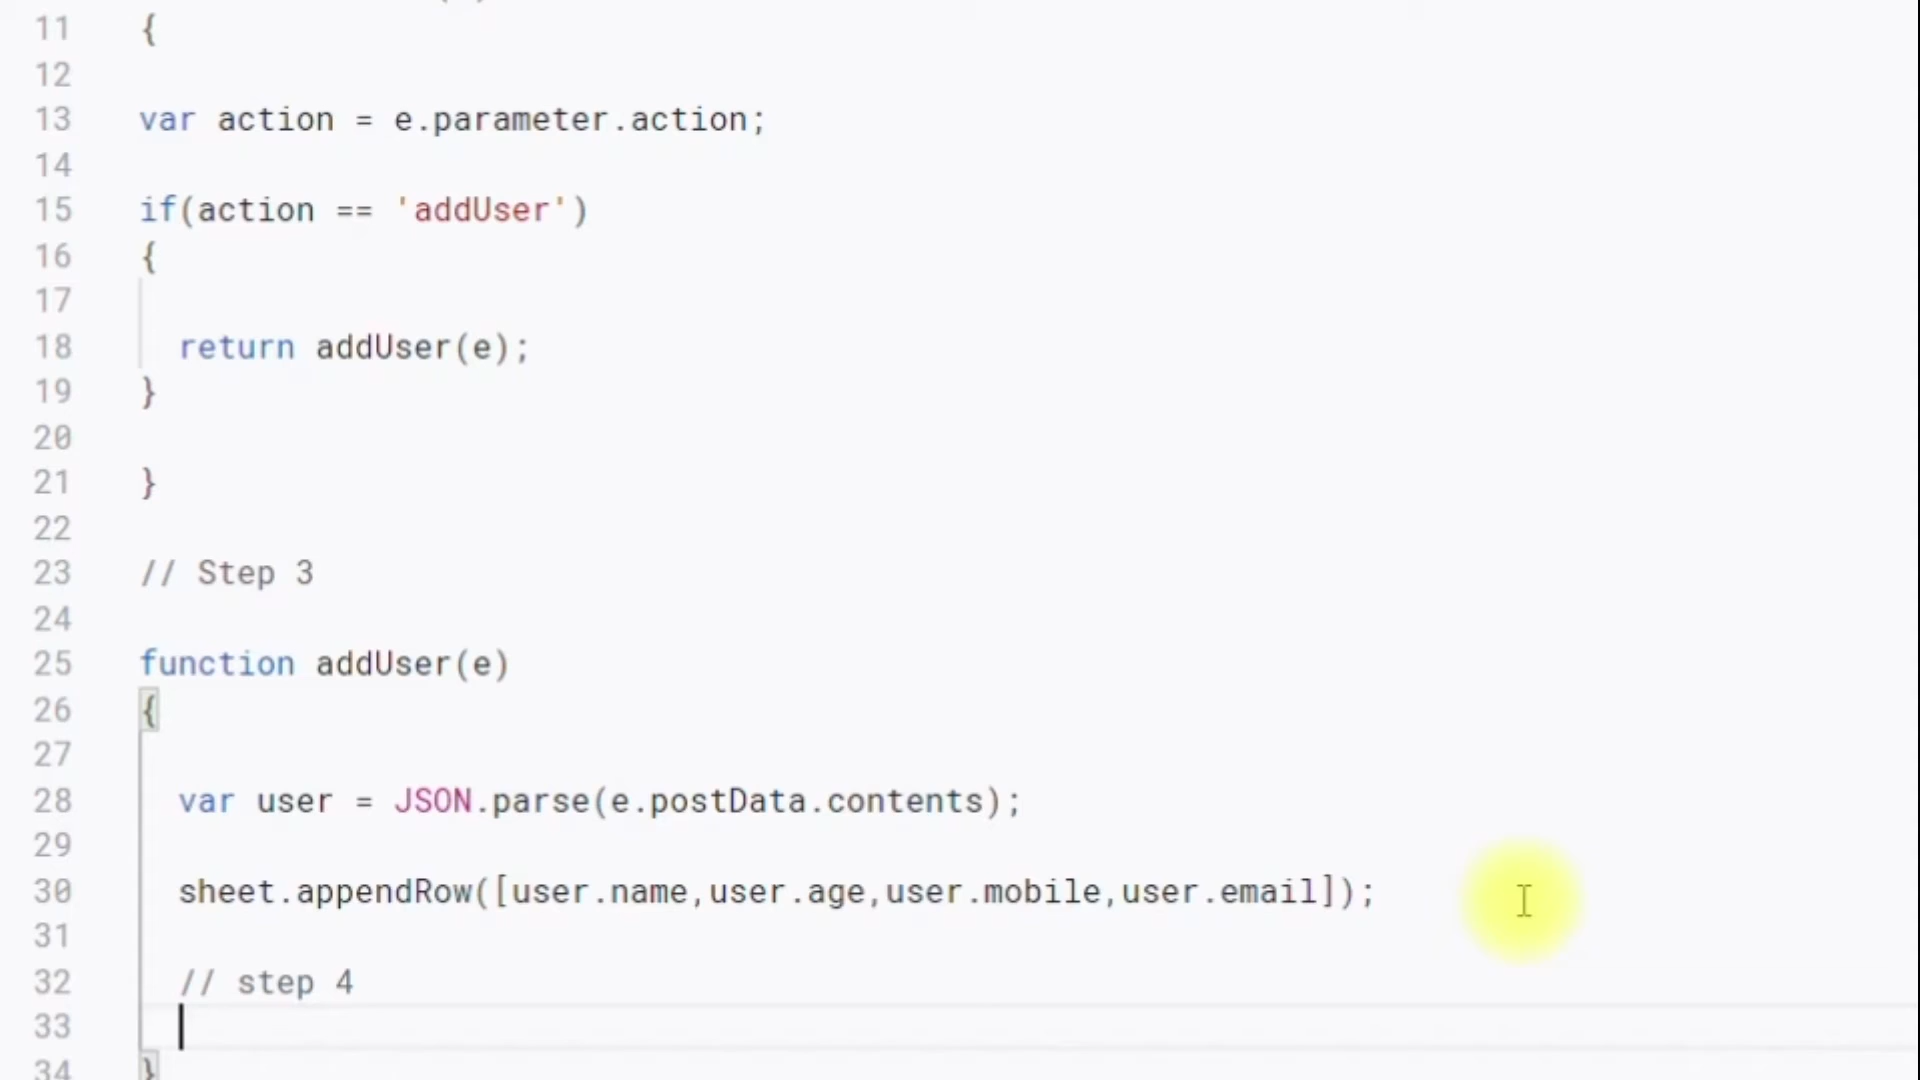 11 {
12
13 var action = e.parameter.action;
14
15 if(action == 'addUser')
16 {
17
18 return addUser(e);
19 }
20
21 }
22
23 // Step 3
24
25 function addUser(e)
26 {
27
28 var user = JSON.parse(e.postData.contents);
29
30 sheet.appendRow([user.name,user.age,user.mobile,user.email]);
31
32 // step 4
33
34 }